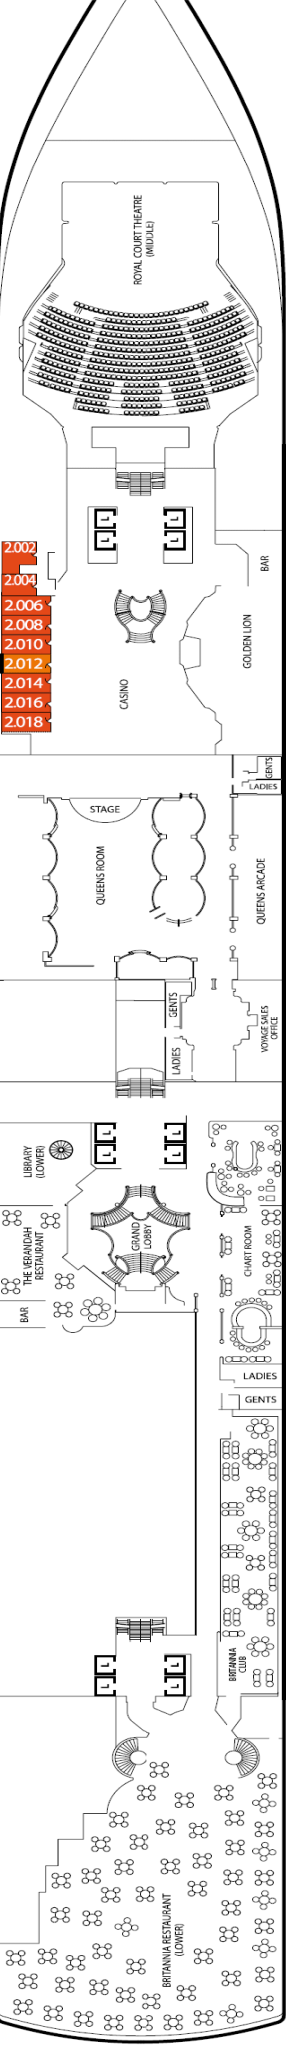 ROYAL COURT THEATRE
(MIDDLE)
L
L
L
L
2.002
2.004
2.006
2.008
2.010
2.012
2.014
2.016
2.018
BAR
GOLDEN LION
CASINO
GENTS
LADIES
STAGE
QUEENS ROOM
QUEENS ARCADE
GENTS
LADIES
VOYAGE SALES
OFFICE
L
L
L
L
LIBRARY
(LOWER)
THE VERANDAH
RESTAURANT
GRAND
LOBBY
CHART ROOM
BAR
LADIES
GENTS
BRITANNIA
CLUB
L
L
L
L
BRITANNIA RESTAURANT
(LOWER)